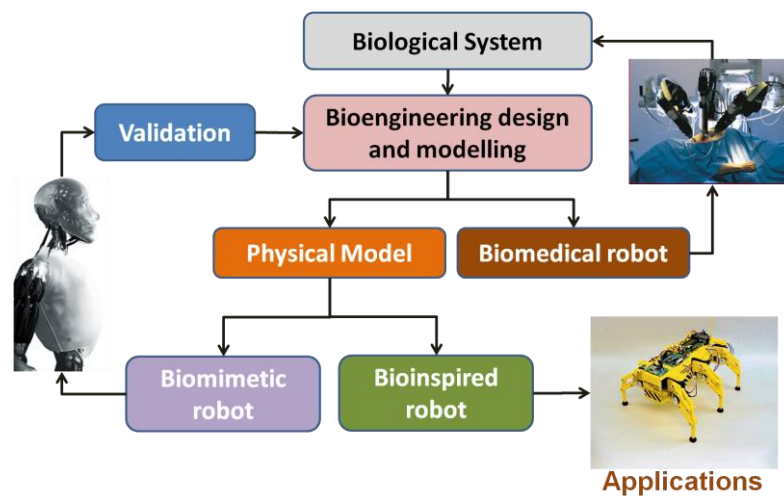 Biological System
Validation
Bioengineering design
and modelling
Physical Model
Biomedical robot
Biomimetic
robot
Bioinspired
robot
Applications